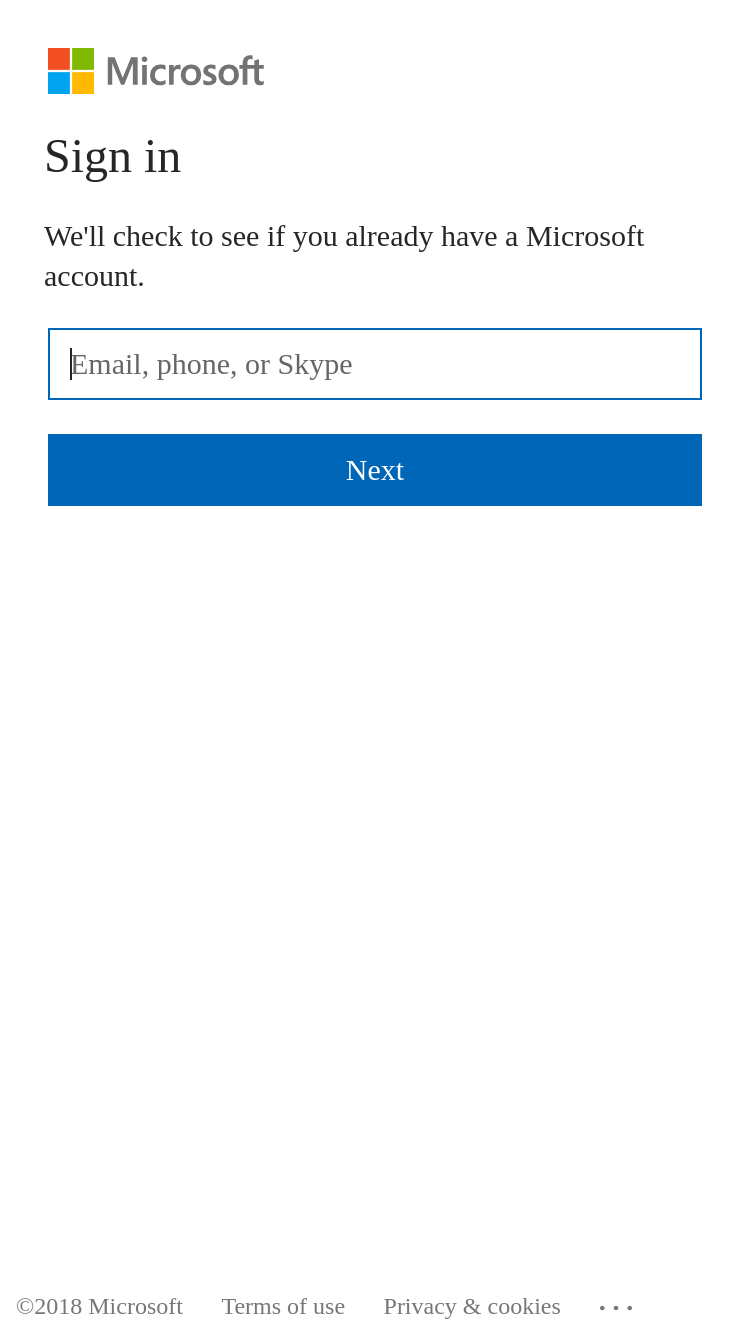 Microsoft
Sign in
We'll check to see if you already have a Microsoft
account.
Email, phone, or Skype
Next
©2018 Microsoft Terms of use Privacy & cookies ...